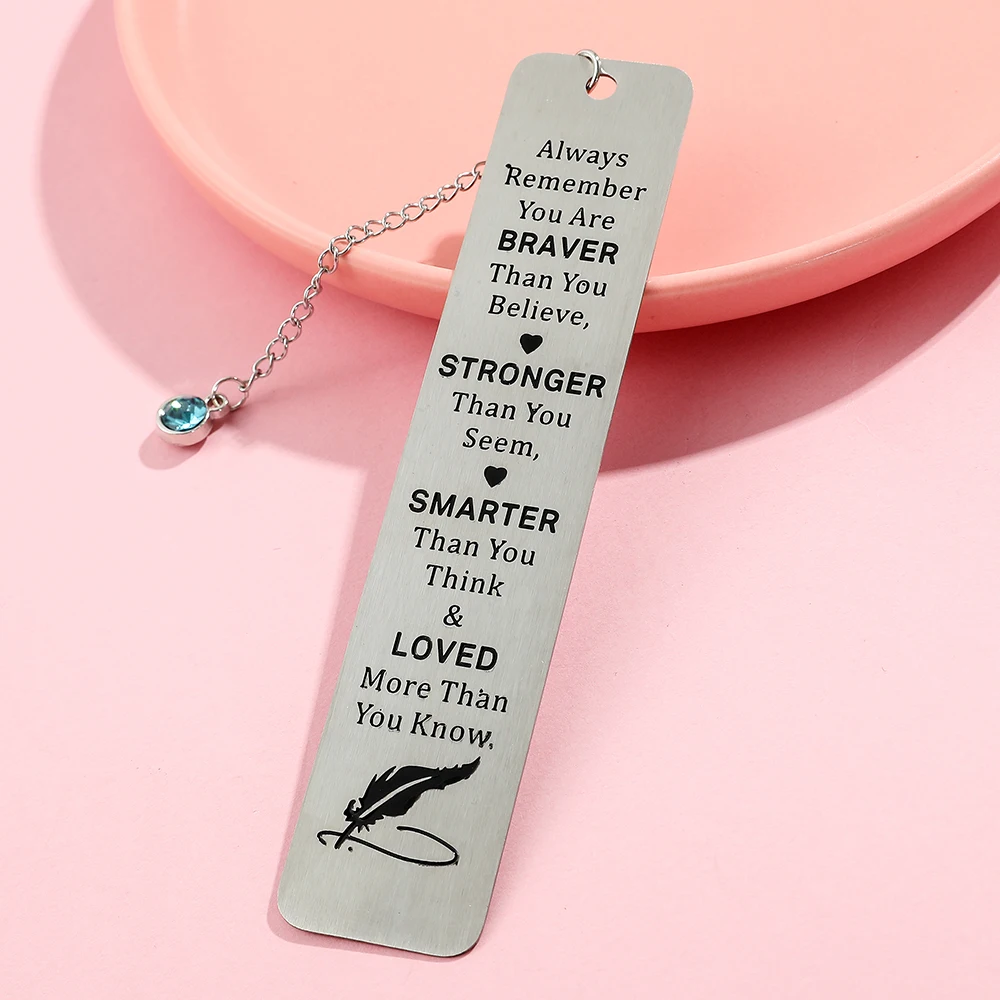 Always
Remember
You Are
BRAVER
Than You
Believe,
STRONGER
Than You
Seem,
SMARTER
Than You
Think
&
LOVED
More Than
You Know.